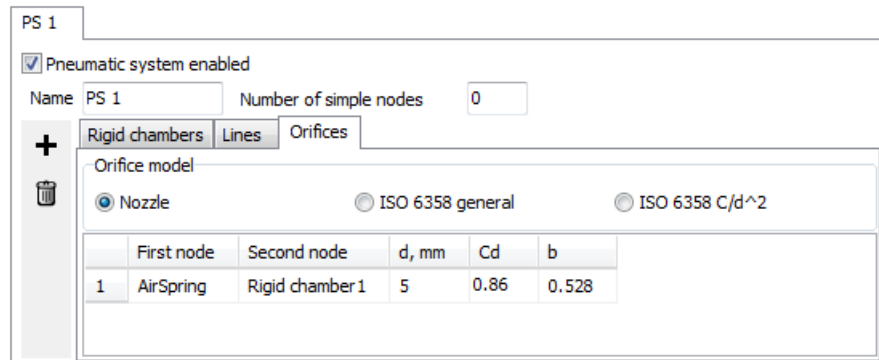 PS 1
Pneumatic system enabled
Name PS 1 Number of simple nodes 0
Rigid chambers Lines Orifices
Orifice model
Nozzle ISO 6358 general ISO 6358 C/d^2
First node Second node d, mm Cd b
1 AirSpring Rigid chamber1 5 0.86 0.528